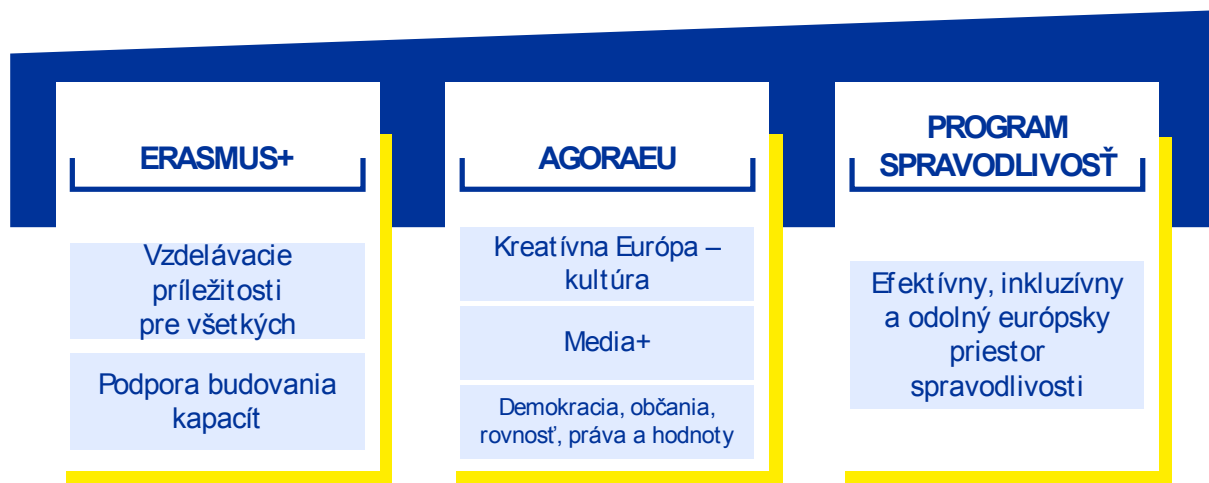 ERASMUS+
Vzdelávacie
príležitosti
pre všetkých
Podpora budovania
kapacít
AGORAEU
Kreatívna Európa –
kultúra
Media+
Demokracia, občania,
rovnosť, práva a hodnoty
PROGRAM
SPRAVODLIVOSŤ
Efektívny, inkluzívny
a odolný európsky
priestor
spravodlivosti